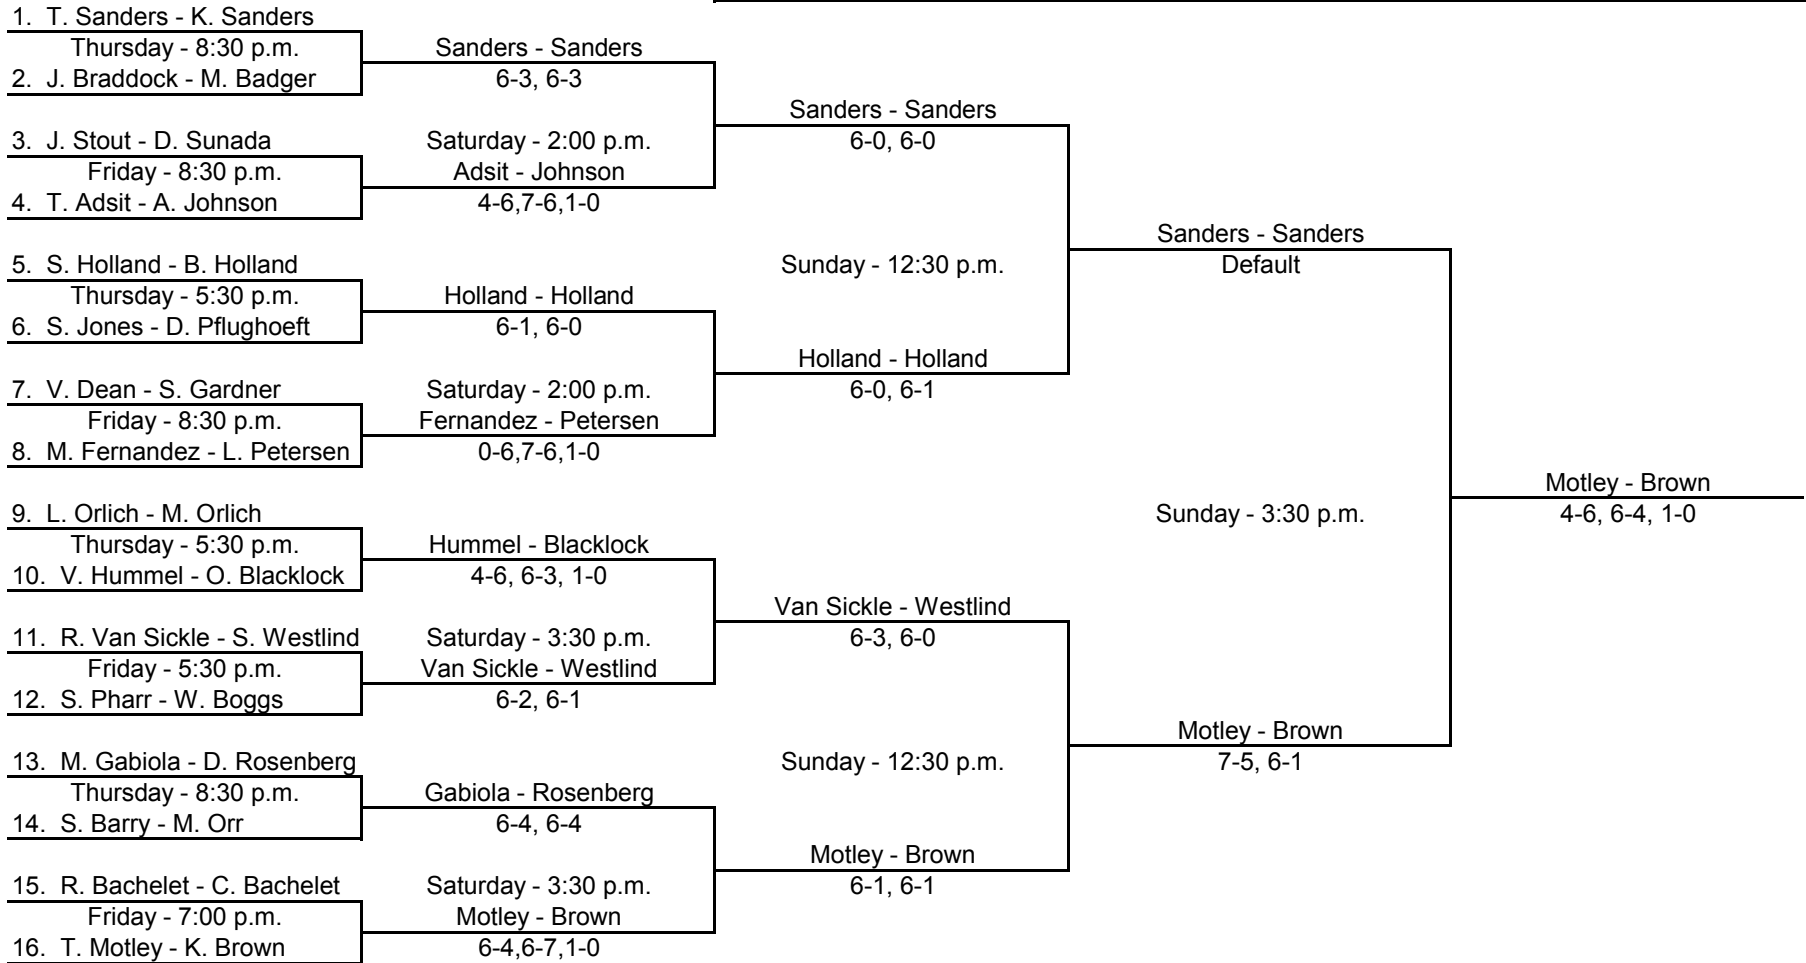 1. T. Sanders - K. Sanders
Thursday - 8:30 p.m.
Sanders - Sanders
2. J. Braddock - M. Badger
6-3, 6-3
Sanders - Sanders
3. J. Stout - D. Sunada
Saturday - 2:00 p.m.
6-0, 6-0
Friday - 8:30 p.m.
Adsit - Johnson
4. T. Adsit - A. Johnson
4-6,7-6,1-0
Sanders - Sanders
5. S. Holland - B. Holland
Sunday - 12:30 p.m.
Default
Thursday - 5:30 p.m.
Holland - Holland
6. S. Jones - D. Pflughoeft
6-1, 6-0
Holland - Holland
7. V. Dean - S. Gardner
Saturday - 2:00 p.m.
6-0, 6-1
Friday - 8:30 p.m.
Fernandez - Petersen
8. M. Fernandez - L. Petersen
0-6,7-6,1-0
Motley - Brown
9. L. Orlich - M. Orlich
Sunday - 3:30 p.m.
4-6, 6-4, 1-0
Thursday - 5:30 p.m.
Hummel - Blacklock
10. V. Hummel - O. Blacklock
4-6, 6-3, 1-0
Van Sickle - Westlind
11. R. Van Sickle - S. Westlind
Saturday - 3:30 p.m.
6-3, 6-0
Friday - 5:30 p.m.
Van Sickle - Westlind
12. S. Pharr - W. Boggs
6-2, 6-1
Motley - Brown
13. M. Gabiola - D. Rosenberg
Sunday - 12:30 p.m.
7-5, 6-1
Thursday - 8:30 p.m.
Gabiola - Rosenberg
14. S. Barry - M. Orr
6-4, 6-4
Motley - Brown
15. R. Bachelet - C. Bachelet
Saturday - 3:30 p.m.
6-1, 6-1
Friday - 7:00 p.m.
Motley - Brown
16. T. Motley - K. Brown
6-4,6-7,1-0